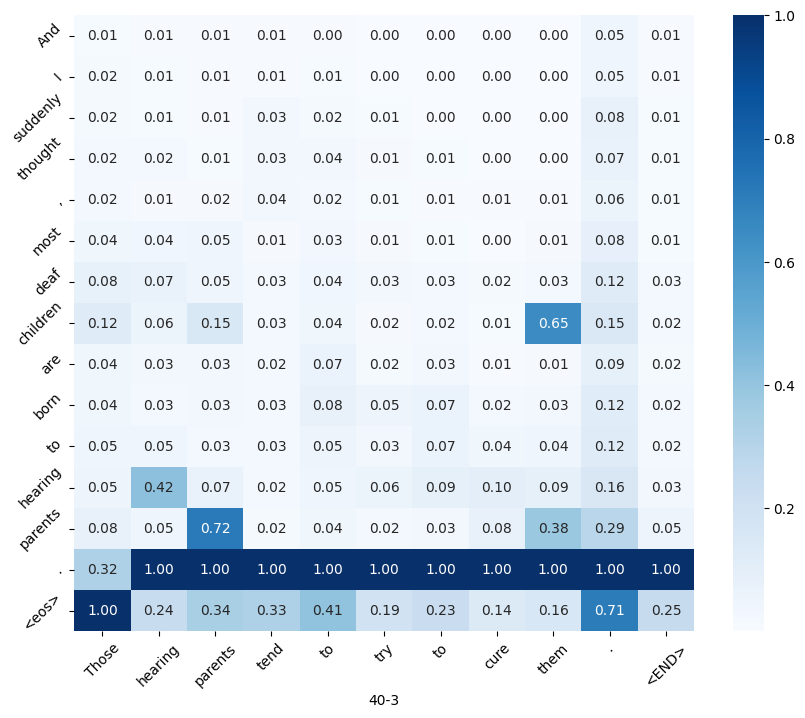 And 0.01 0.01 0.01 0.01 0.00 0.00 0.00 0.00 0.00 0.05 0.01
I 0.02 0.01 0.01 0.01 0.01 0.00 0.00 0.00 0.00 0.05 0.01
suddenly 0.02 0.01 0.01 0.03 0.02 0.01 0.00 0.00 0.00 0.08 0.01
thought 0.02 0.02 0.01 0.03 0.04 0.01 0.01 0.00 0.00 0.07 0.01
, 0.02 0.01 0.02 0.04 0.02 0.01 0.01 0.01 0.01 0.06 0.01
most 0.04 0.04 0.05 0.01 0.03 0.01 0.01 0.00 0.01 0.08 0.01
deaf 0.08 0.07 0.05 0.03 0.04 0.03 0.03 0.02 0.03 0.12 0.03
children 0.12 0.06 0.15 0.03 0.04 0.02 0.02 0.01 0.65 0.15 0.02
are 0.04 0.03 0.03 0.02 0.07 0.02 0.03 0.01 0.01 0.09 0.02
born 0.04 0.03 0.03 0.03 0.08 0.05 0.07 0.02 0.03 0.12 0.02
to 0.05 0.05 0.03 0.03 0.05 0.03 0.07 0.04 0.04 0.12 0.02
hearing 0.05 0.42 0.07 0.02 0.05 0.06 0.09 0.10 0.09 0.16 0.03
parents 0.08 0.05 0.72 0.02 0.04 0.02 0.03 0.08 0.38 0.29 0.05
. 0.32 1.00 1.00 1.00 1.00 1.00 1.00 1.00 1.00 1.00 1.00
<eos> 1.00 0.24 0.34 0.33 0.41 0.19 0.23 0.14 0.16 0.71 0.25
Those hearing parents tend to try to cure them . <END>
40-3
1.0
0.8
0.6
0.4
0.2